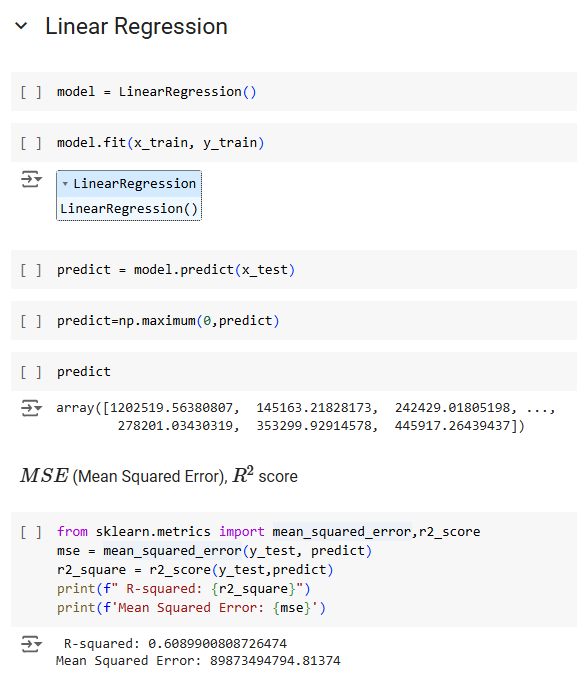 Linear Regression
[ ] model = LinearRegression()
[ ] model.fit(x_train, y_train)
LinearRegression
LinearRegression()
[ ] predict = model.predict(x_test)
[ ] predict=np.maximum(0,predict)
[ ] predict
array([1202519.56380807, 145163.21828173, 242429.01805198, ...,
278201.03430319, 353299.92914578, 445917.26439437])
MSE (Mean Squared Error), R² score
[ ] from sklearn.metrics import mean_squared_error,r2_score
mse = mean_squared_error(y_test, predict)
r2_square = r2_score(y_test,predict)
print(f" R-squared: {r2_square}")
print(f'Mean Squared Error: {mse}')
R-squared: 0.6089900808726474
Mean Squared Error: 89873494794.81374